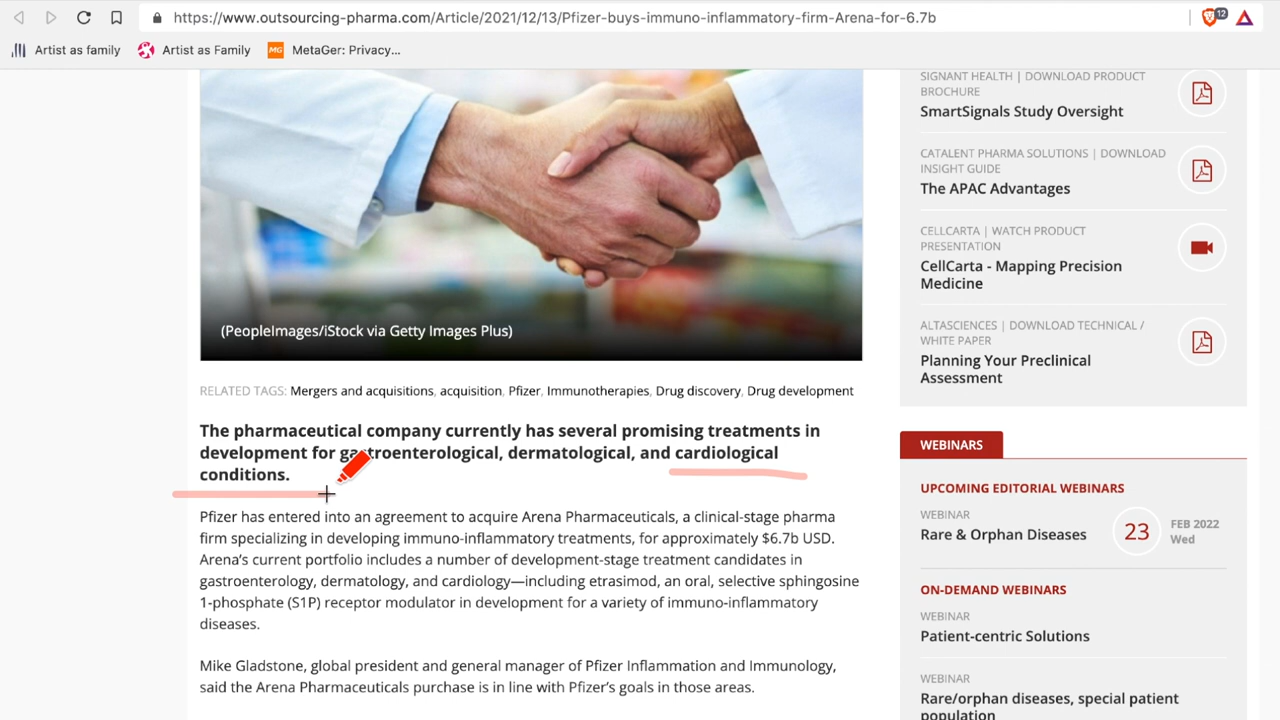 https://www.outsourcing-pharma.com/Article/2021/12/13/Pfizer-buys-immuno-inflammatory-firm-Arena-for-6.7b
12
Artist as family
Artist as Family
MG
MetaGer: Privacy...
(PeopleImages/iStock via Getty Images Plus)
RELATED TAGS: Mergers and acquisitions, acquisition, Pfizer, Immunotherapies, Drug discovery, Drug development
The pharmaceutical company currently has several promising treatments in
development for gastroenterological, dermatological, and cardiological
conditions.
Pfizer has entered into an agreement to acquire Arena Pharmaceuticals, a clinical-stage pharma
firm specializing in developing immuno-inflammatory treatments, for approximately $6.7b USD.
Arena’s current portfolio includes a number of development-stage treatment candidates in
gastroenterology, dermatology, and cardiology—including etrasimod, an oral, selective sphingosine
1-phosphate (S1P) receptor modulator in development for a variety of immuno-inflammatory
diseases.
Mike Gladstone, global president and general manager of Pfizer Inflammation and Immunology,
said the Arena Pharmaceuticals purchase is in line with Pfizer’s goals in those areas.
SIGNANT HEALTH | DOWNLOAD PRODUCT
BROCHURE
SmartSignals Study Oversight
CATALENT PHARMA SOLUTIONS | DOWNLOAD
INSIGHT GUIDE
The APAC Advantages
CELLCARTA | WATCH PRODUCT
PRESENTATION
CellCarta - Mapping Precision
Medicine
ALTASCIENCES | DOWNLOAD TECHNICAL /
WHITE PAPER
Planning Your Preclinical
Assessment
WEBINARS
UPCOMING EDITORIAL WEBINARS
WEBINAR
Rare & Orphan Diseases
23
FEB 2022
Wed
ON-DEMAND WEBINARS
WEBINAR
Patient-centric Solutions
WEBINAR
Rare/orphan diseases, special patient
population